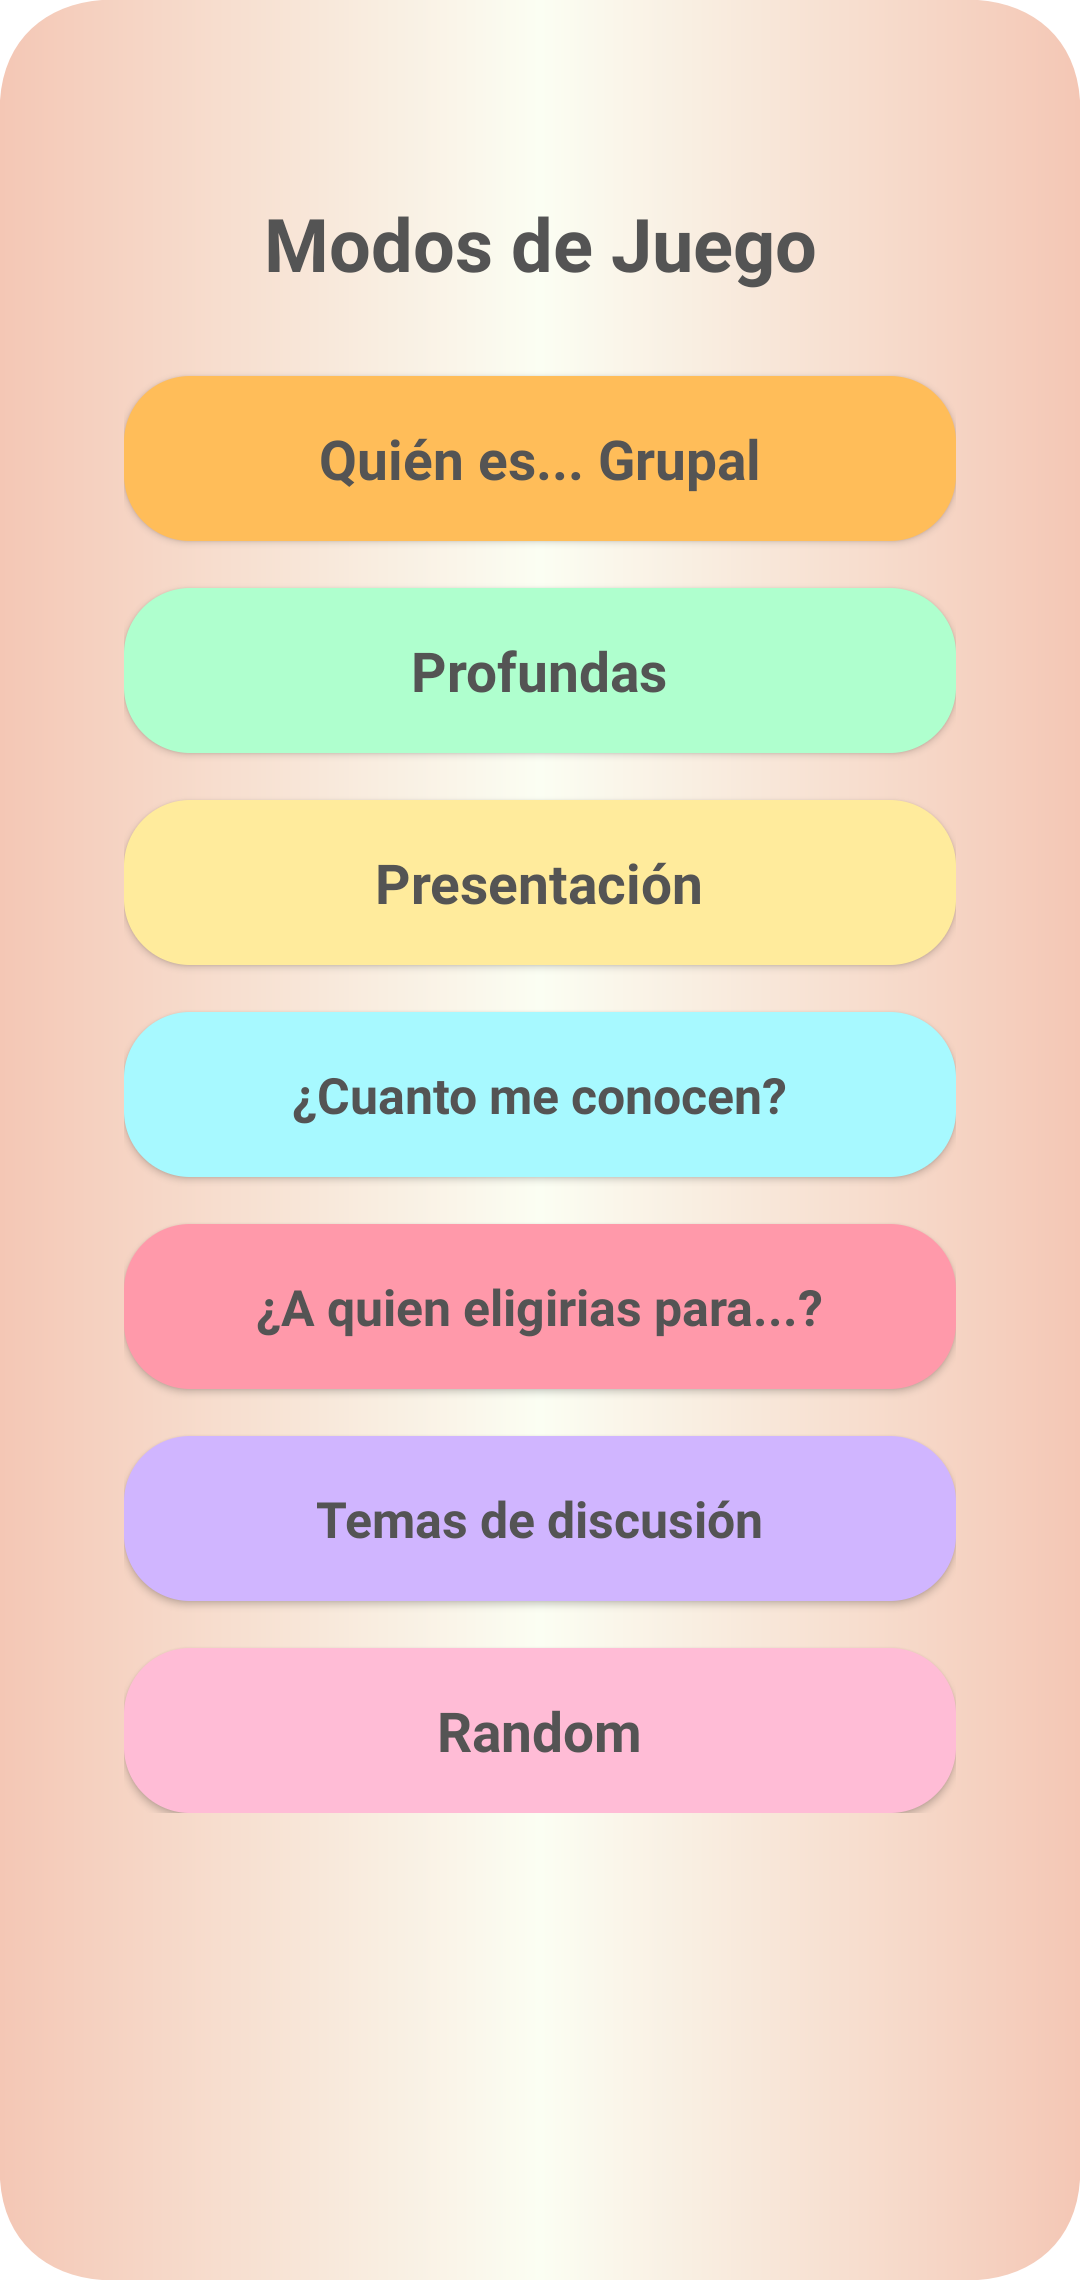 Modos de Juego
Quién es... Grupal
Profundas
Presentación
¿Cuanto me conocen?
¿A quien eligirias para...?
Temas de discusión
Random